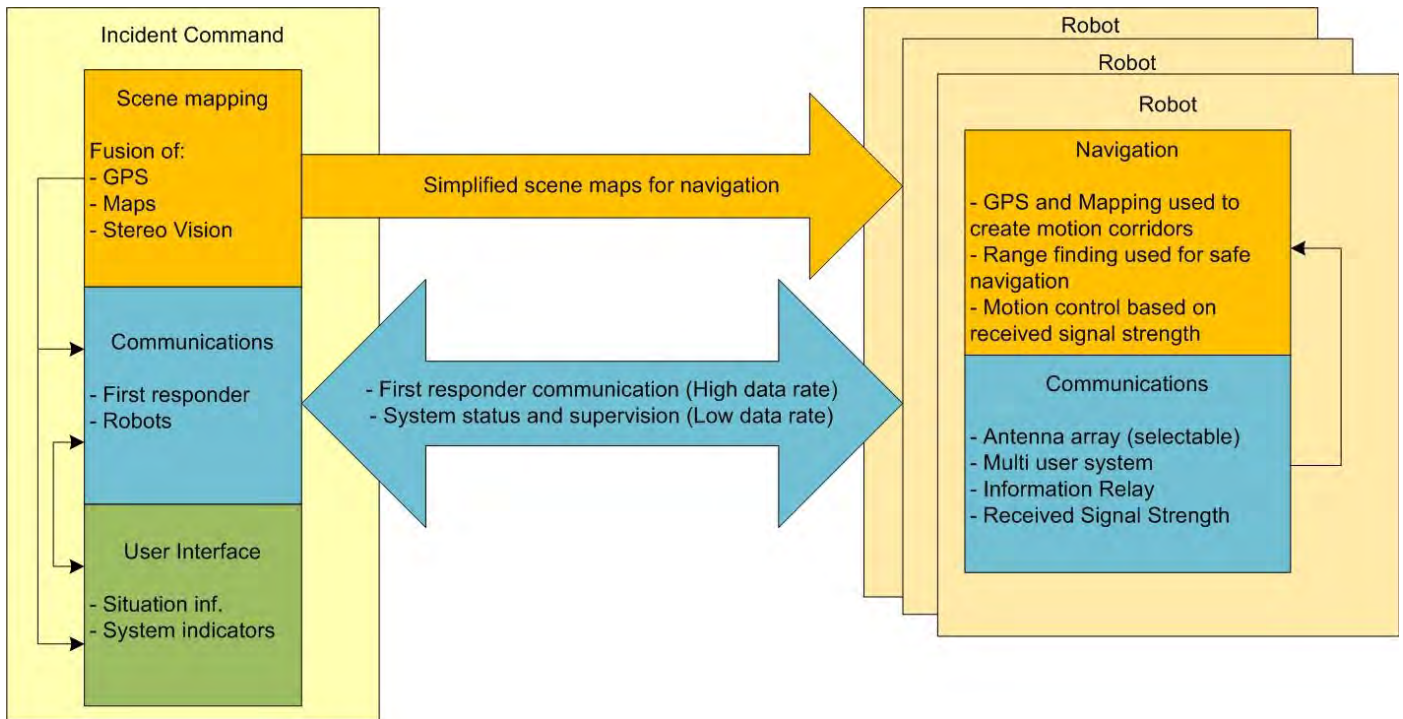 Incident Command
Scene mapping
Fusion of:
- GPS
- Maps
- Stereo Vision
Communications
- First responder
- Robots
User Interface
- Situation inf.
- System indicators
Simplified scene maps for navigation
- First responder communication (High data rate)
- System status and supervision (Low data rate)
Robot
Robot
Robot
Navigation
- GPS and Mapping used to
create motion corridors
- Range finding used for safe
navigation
- Motion control based on
received signal strength
Communications
- Antenna array (selectable)
- Multi user system
- Information Relay
- Received Signal Strength